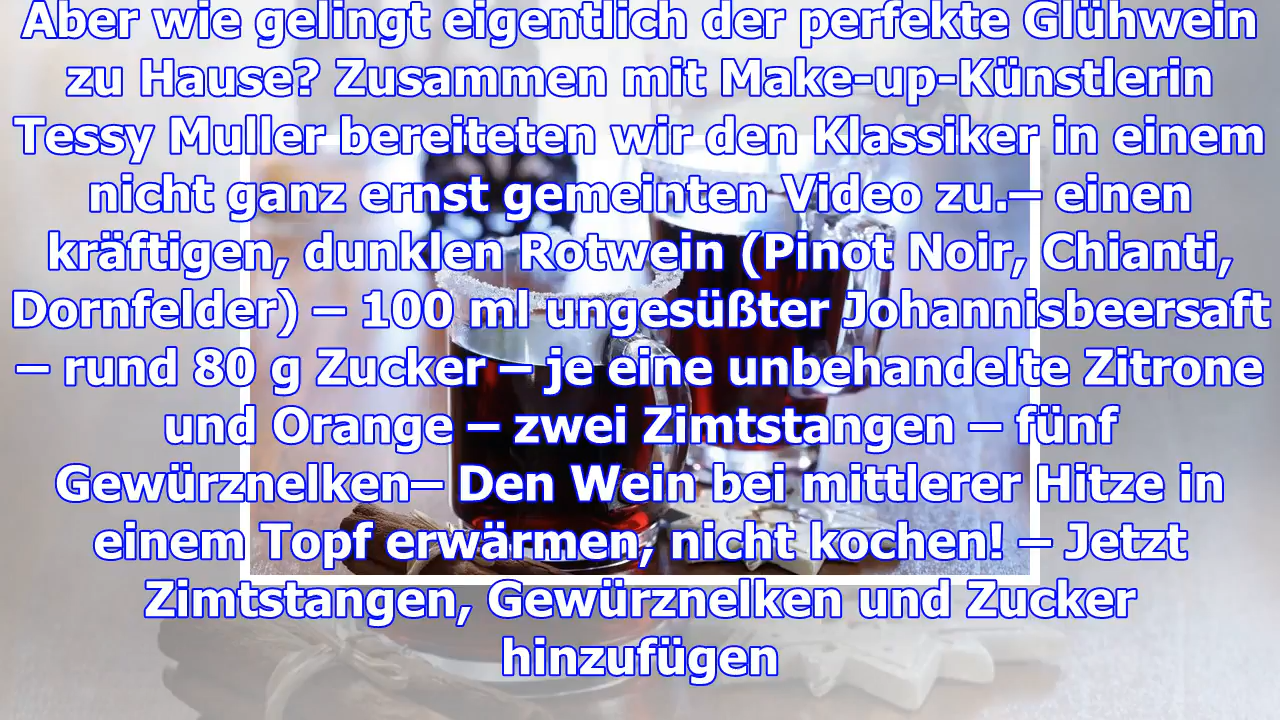 Aber wie gelingt eigentlich der perfekte Glühwein
zu Hause? Zusammen mit Make-up-Künstlerin
Tessy Muller bereiteten wir den Klassiker in einem
nicht ganz ernst gemeinten Video zu.– einen
kräftigen, dunklen Rotwein (Pinot Noir, Chianti,
Dornfelder) – 100 ml ungesüßter Johannisbeersaft
– rund 80 g Zucker – je eine unbehandelte Zitrone
und Orange – zwei Zimtstangen – fünf
Gewürznelken– Den Wein bei mittlerer Hitze in
einem Topf erwärmen, nicht kochen! – Jetzt
Zimtstangen, Gewürznelken und Zucker
hinzufügen